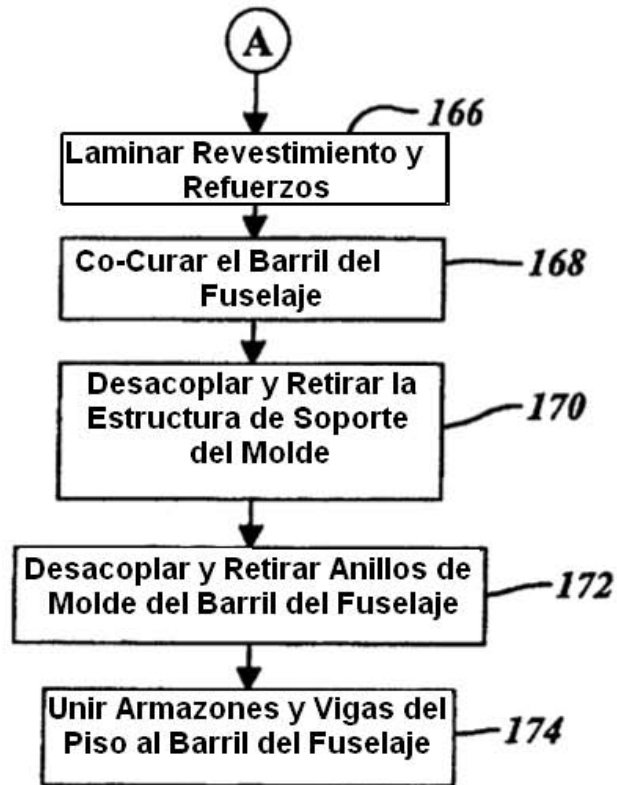 A
166
Laminar Revestimiento y
Refuerzos
Co-Curar el Barril del
Fuselaje
168
Desacoplar y Retirar la
Estructura de Soporte
del Molde
170
Desacoplar y Retirar Anillos de
Molde del Barril del Fuselaje
172
Unir Armazones y Vigas del
Piso al Barril del Fuselaje
174